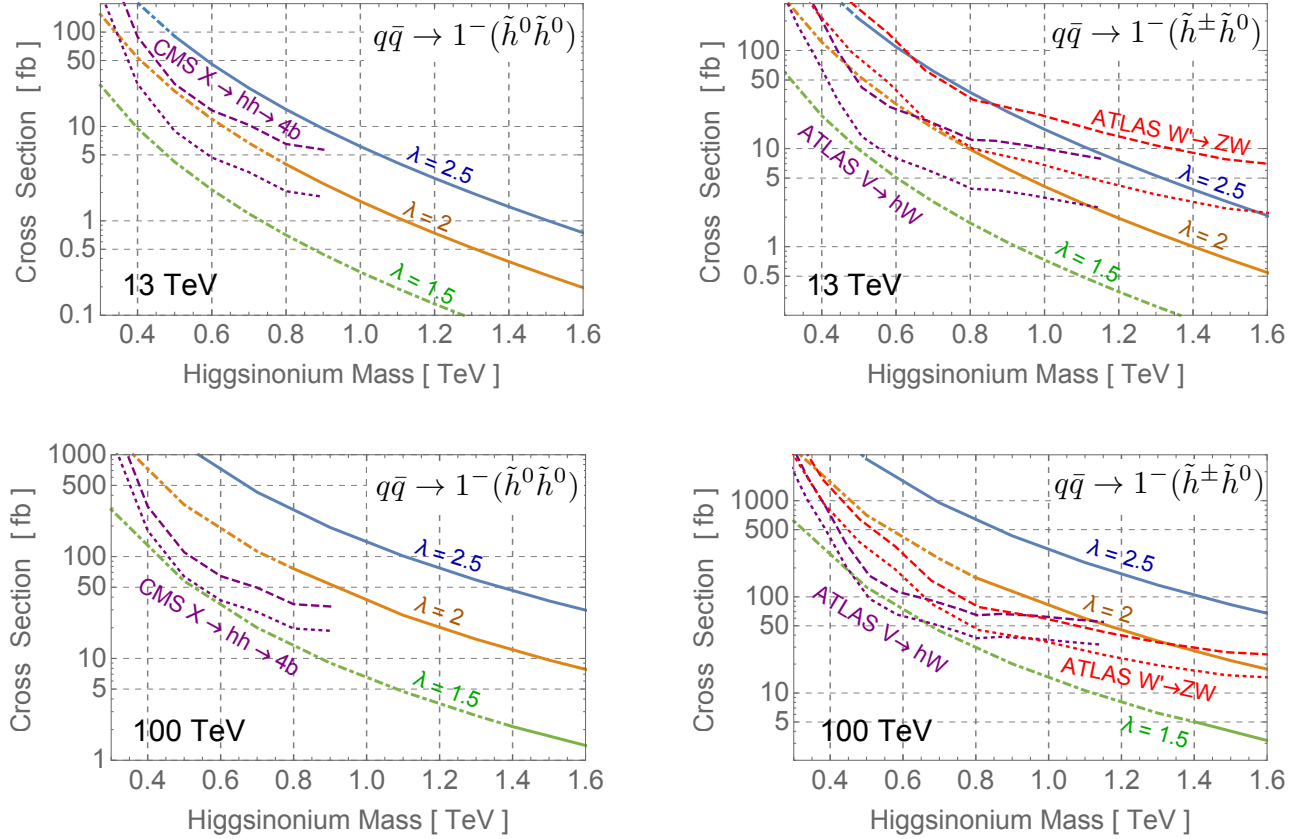 Cross Section [ fb ]
100
50
10
5
1
0.5
0.1
qq̄ → 1⁻(h̃⁰h̃⁰)
CMS X → hh → 4b
λ = 2.5
λ = 2
λ = 1.5
13 TeV
0.4 0.6 0.8 1.0 1.2 1.4 1.6
Higgsinonium Mass [ TeV ]
Cross Section [ fb ]
100
50
10
5
1
0.5
qq̄ → 1⁻(h̃±h̃⁰)
ATLAS W' → ZW
ATLAS V → hW
λ = 2.5
λ = 2
λ = 1.5
13 TeV
0.4 0.6 0.8 1.0 1.2 1.4 1.6
Higgsinonium Mass [ TeV ]
Cross Section [ fb ]
1000
500
100
50
10
5
1
qq̄ → 1⁻(h̃⁰h̃⁰)
λ = 2.5
CMS X → hh → 4b
λ = 2
λ = 1.5
100 TeV
0.4 0.6 0.8 1.0 1.2 1.4 1.6
Higgsinonium Mass [ TeV ]
Cross Section [ fb ]
1000
500
100
50
10
5
qq̄ → 1⁻(h̃±h̃⁰)
λ = 2.5
λ = 2
ATLAS V → hW
ATLAS W' → ZW
λ = 1.5
100 TeV
0.4 0.6 0.8 1.0 1.2 1.4 1.6
Higgsinonium Mass [ TeV ]